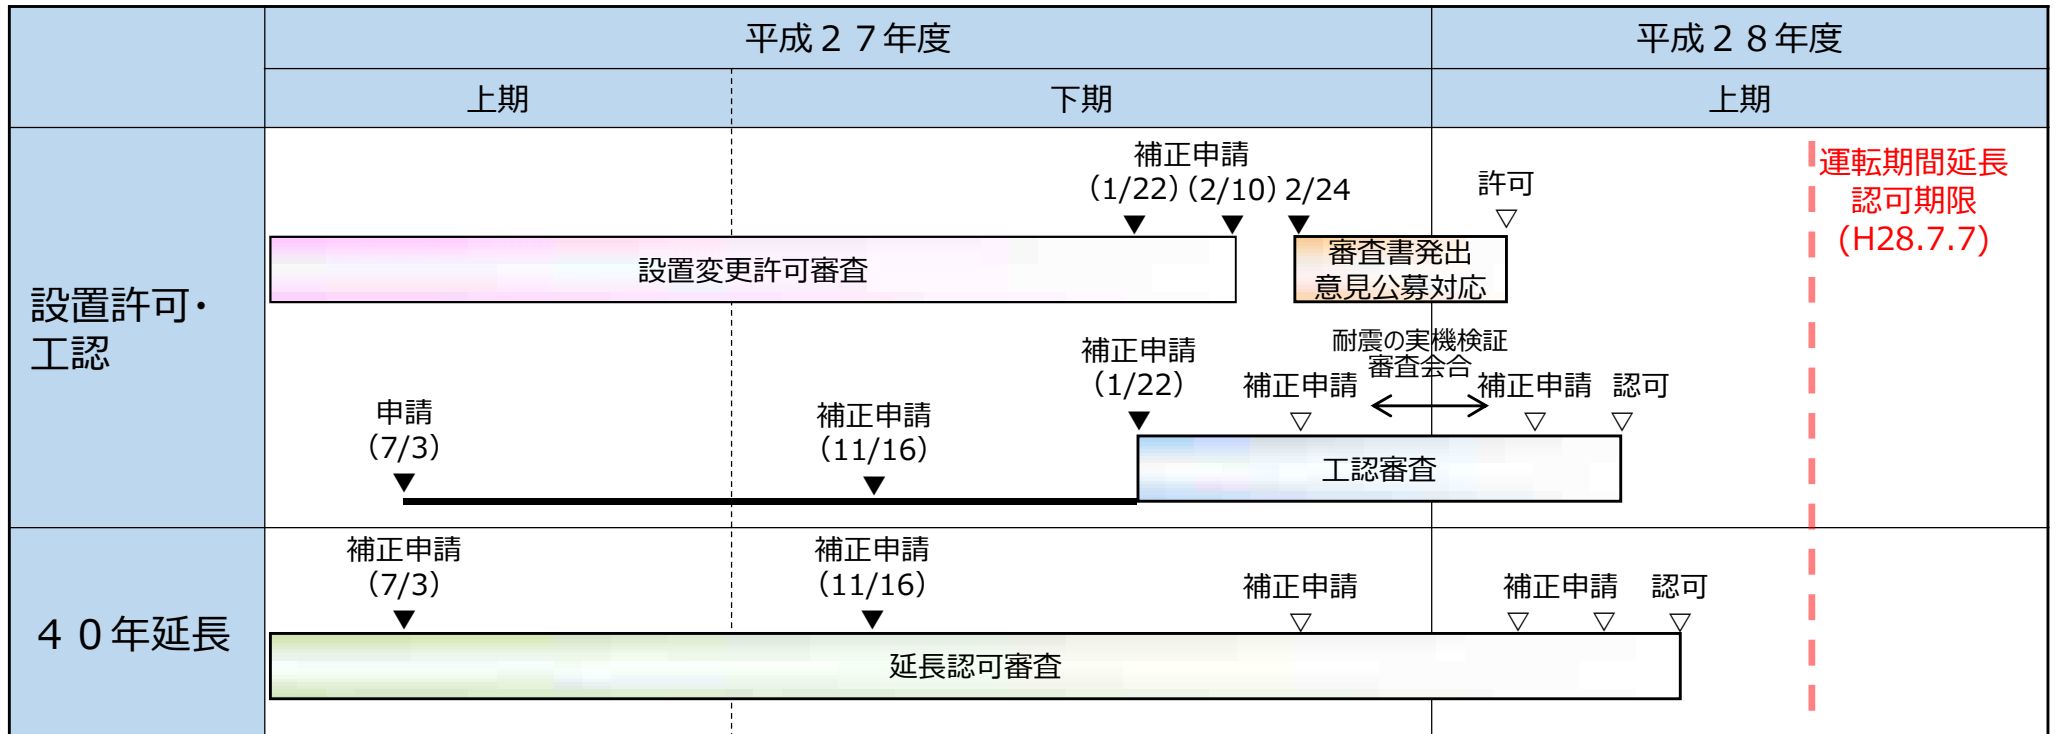 平成２７年度
平成２８年度
上期
下期
上期
設置許可・
工認
補正申請
（1/22）（2/10）2/24
許可
運転期間延長
認可期限
(H28.7.7)
設置変更許可審査
審査書発出
意見公募対応
耐震の実機検証
審査会合
補正申請
（1/22）
補正申請
補正申請
認可
申請
（7/3）
補正申請
（11/16）
工認審査
４０年延長
補正申請
（7/3）
補正申請
（11/16）
補正申請
補正申請
認可
延長認可審査